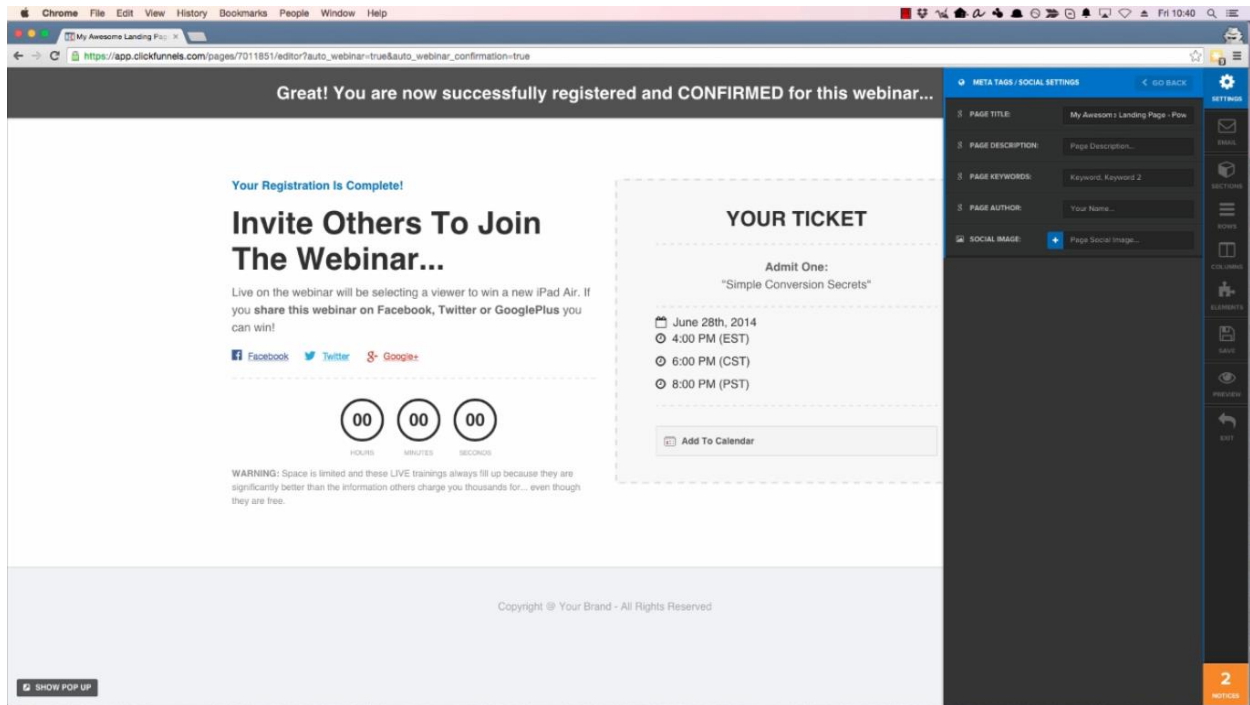 Chrome File Edit View History Bookmarks People Window Help
Fri 10:40
My Awesome Landing Pag
https://app.clickfunnels.com/pages/7011851/editor?auto_webinar=true&auto_webinar_confirmation=true
Great! You are now successfully registered and CONFIRMED for this webinar...
Your Registration Is Complete!
Invite Others To Join
The Webinar...
Live on the webinar will be selecting a viewer to win a new iPad Air. If
you share this webinar on Facebook, Twitter or GooglePlus you
can win!
Facebook Twitter Google+
00 00 00
HOURS MINUTES SECONDS
WARNING: Space is limited and these LIVE trainings always fill up because they are
significantly better than the information others charge you thousands for... even though
they are free.
YOUR TICKET
Admit One:
"Simple Conversion Secrets"
June 28th, 2014
4:00 PM (EST)
6:00 PM (CST)
8:00 PM (PST)
Add To Calendar
Copyright @ Your Brand - All Rights Reserved
SHOW POP UP
META TAGS / SOCIAL SETTINGS GO BACK
PAGE TITLE: My Awesome Landing Page - Pow
PAGE DESCRIPTION: Page Description...
PAGE KEYWORDS: Keyword, Keyword 2
PAGE AUTHOR: Your Name...
SOCIAL IMAGE: + Page Social Image...
SETTINGS
EMAIL
SECTIONS
ROWS
COLUMNS
ELEMENTS
SAVE
PREVIEW
EXIT
2
NOTICES